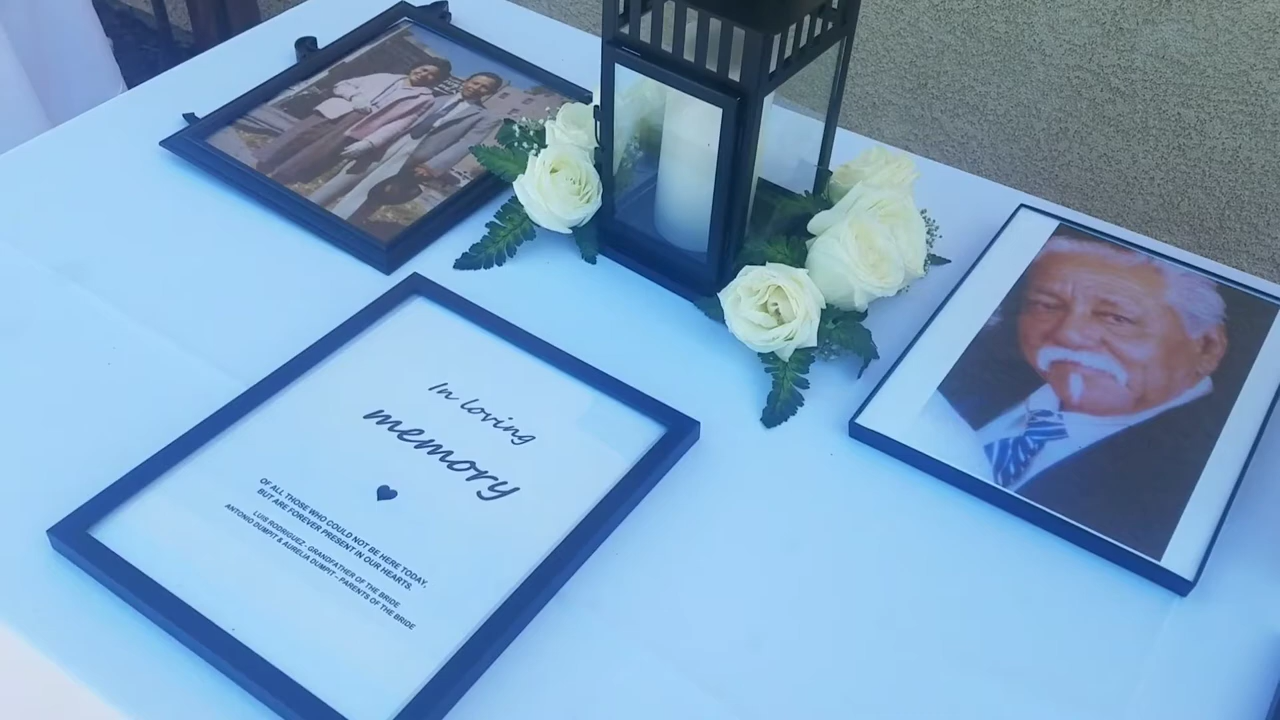 In loving
memory
OF ALL THOSE WHO COULD NOT BE HERE TODAY,
BUT ARE FOREVER PRESENT IN OUR HEARTS.
LUIS RODRIGUEZ - GRANDFATHER OF THE BRIDE
ANTONIO DUMPIT & AURELIA DUMPIT - PARENTS OF THE BRIDE